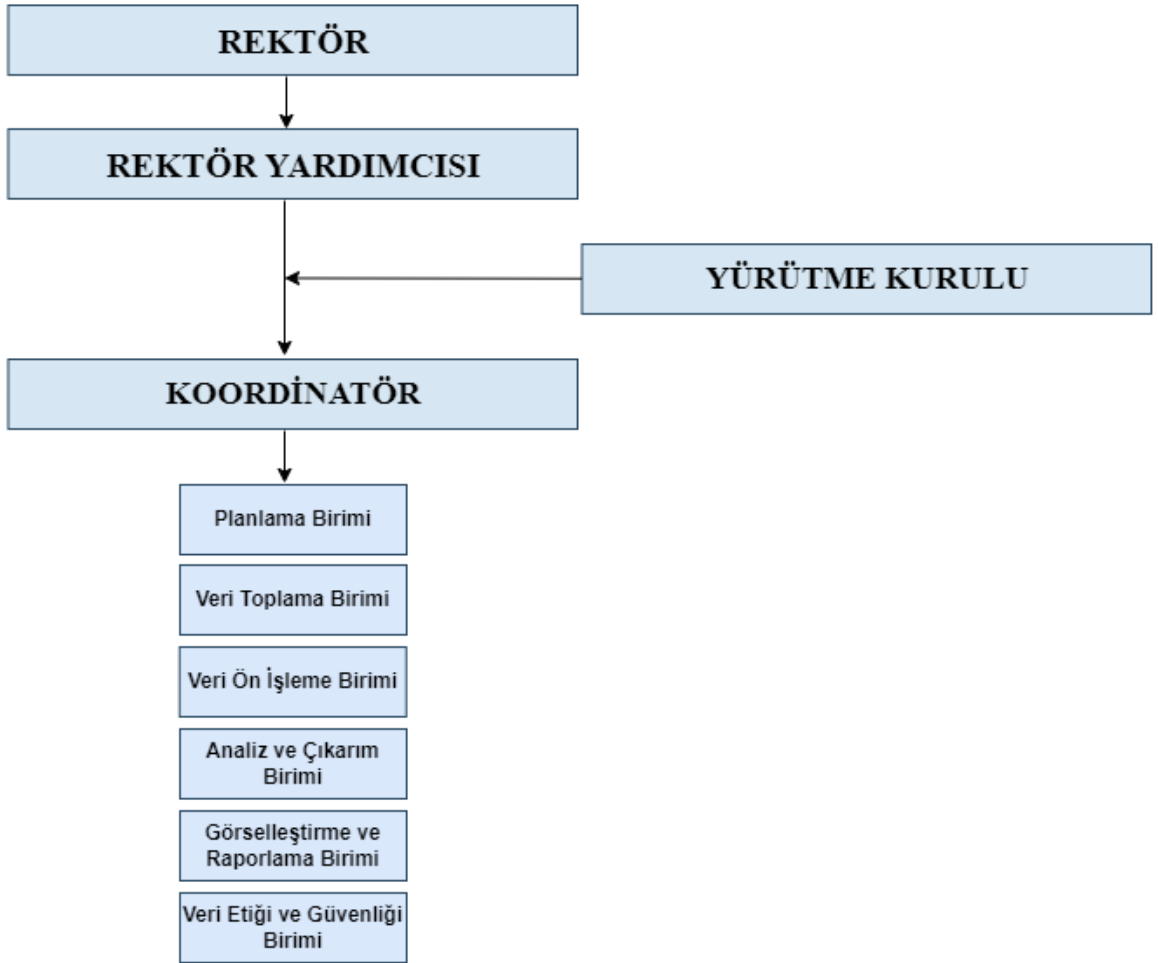 REKTÖR
REKTÖR YARDIMCISI
YÜRÜTME KURULU
KOORDİNATÖR
Planlama Birimi
Veri Toplama Birimi
Veri Ön İşleme Birimi
Analiz ve Çıkarım
Birimi
Görselleştirme ve
Raporlama Birimi
Veri Etiği ve Güvenliği
Birimi